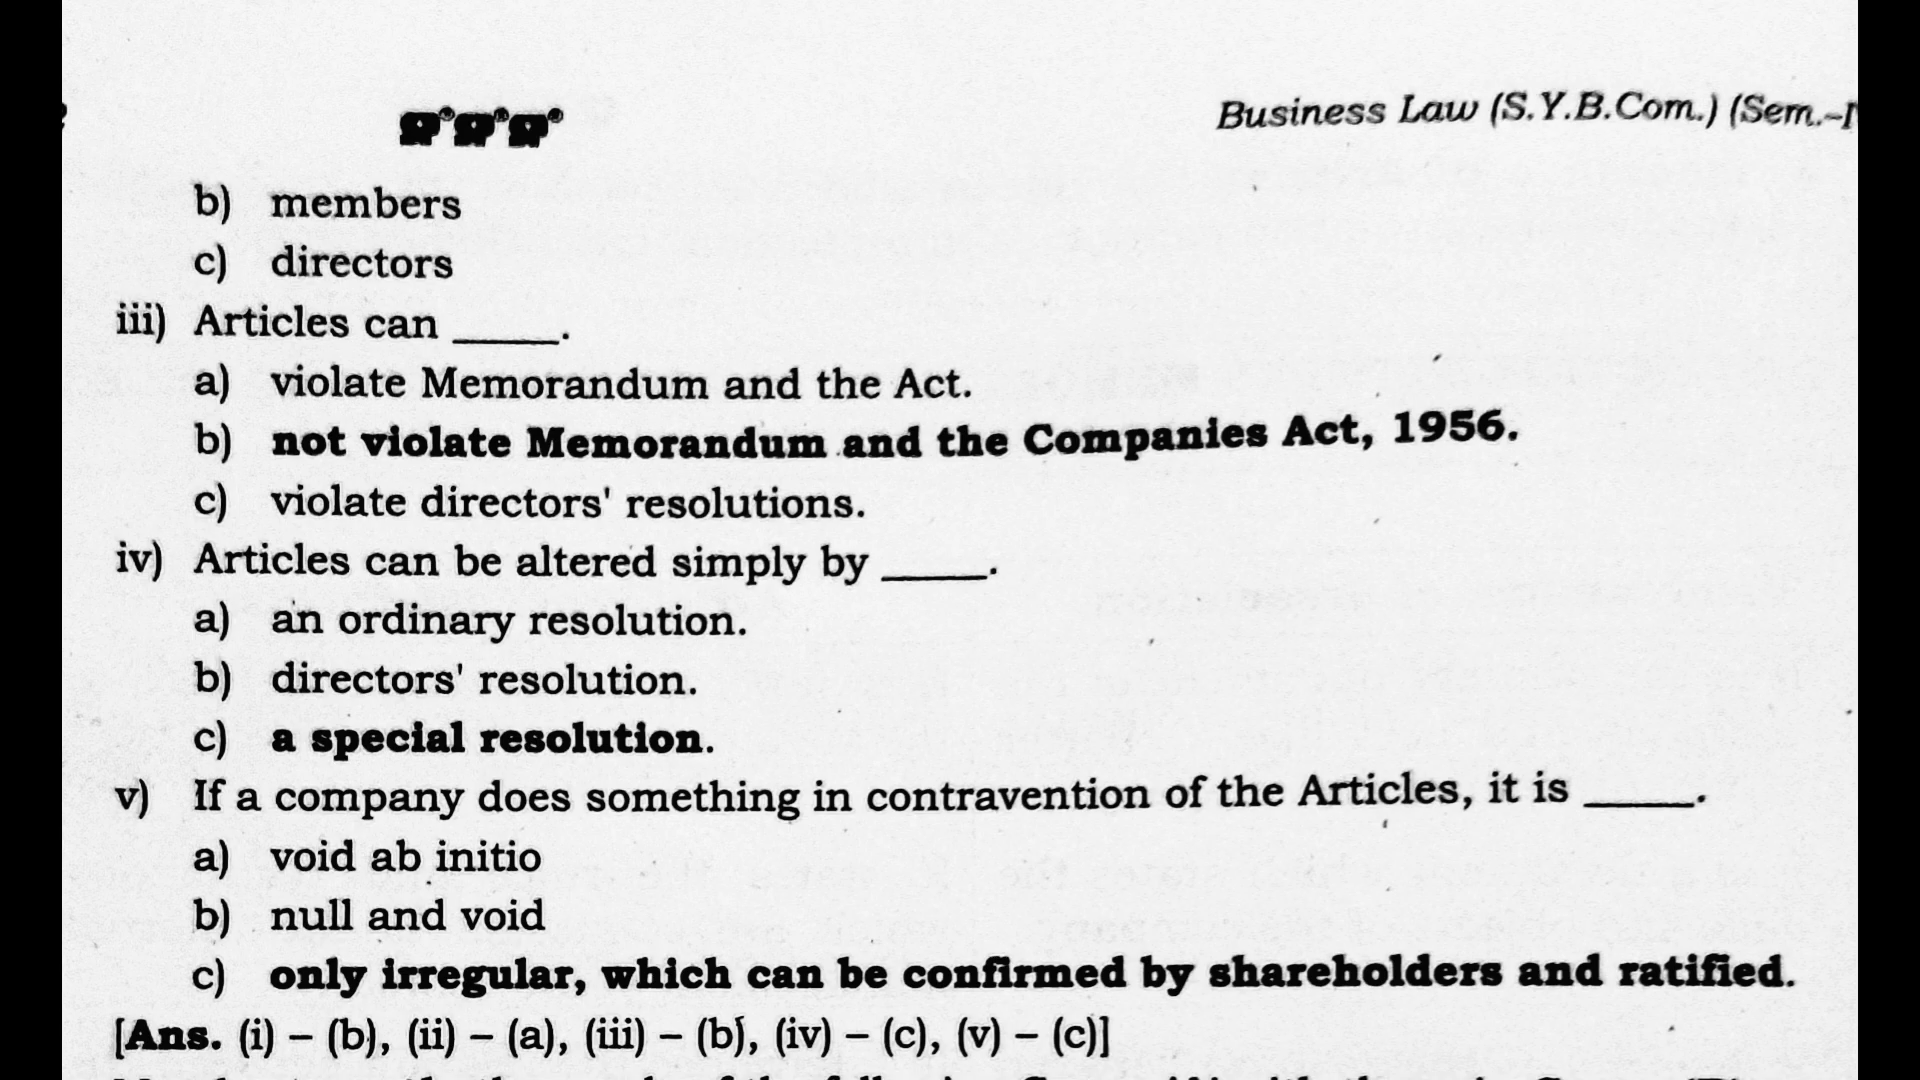 Business Law (S.Y.B.Com.) (Sem.-
b) members
c) directors
iii) Articles can _____.
a) violate Memorandum and the Act.
b) not violate Memorandum and the Companies Act, 1956.
c) violate directors' resolutions.
iv) Articles can be altered simply by _____.
a) an ordinary resolution.
b) directors' resolution.
c) a special resolution.
v) If a company does something in contravention of the Articles, it is _____.
a) void ab initio
b) null and void
c) only irregular, which can be confirmed by shareholders and ratified.
[Ans. (i) – (b), (ii) – (a), (iii) – (b), (iv) – (c), (v) – (c)]